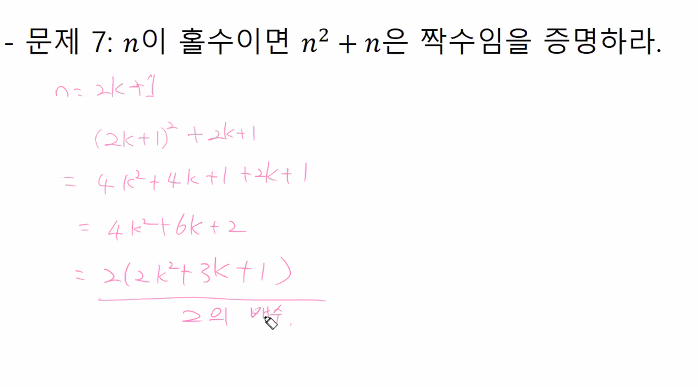 - 문제 7: n이 홀수이면 n² + n은 짝수임을 증명하라.
n = 2k+1
(2k+1)² + 2k+1
= 4k²+4k+1+2k+1
= 4k²+6k+2
= 2(2k²+3k+1)
2의 배수.